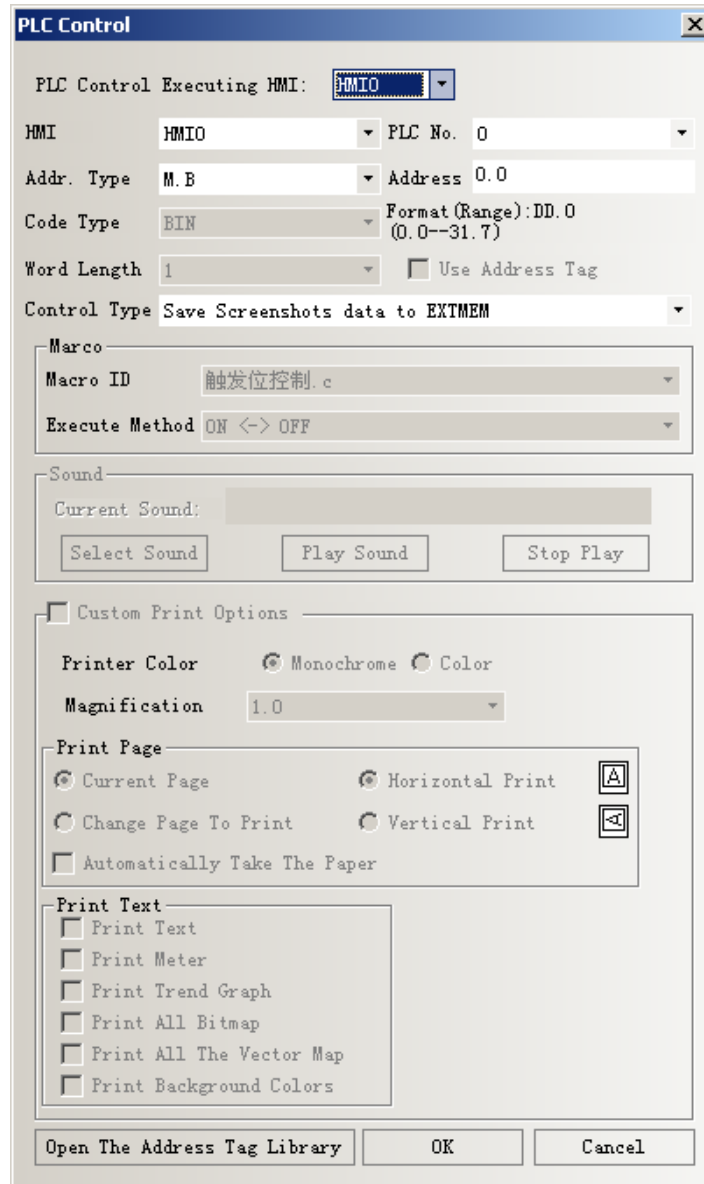 PLC Control
PLC Control Executing HMI: HMI0
HMI HMI0 PLC No. 0
Addr. Type M.B Address 0.0
Code Type BIN Format(Range):DD.O
(0.0--31.7)
Word Length 1 Use Address Tag
Control Type Save Screenshots data to EXTMEM
Marco
Macro ID 触发位控制.c
Execute Method ON <-> OFF
Sound
Current Sound:
Select Sound Play Sound Stop Play
Custom Print Options
Printer Color Monochrome Color
Magnification 1.0
Print Page
Current Page Horizontal Print A
Change Page To Print Vertical Print A
Automatically Take The Paper
Print Text
Print Text
Print Meter
Print Trend Graph
Print All Bitmap
Print All The Vector Map
Print Background Colors
Open The Address Tag Library OK Cancel